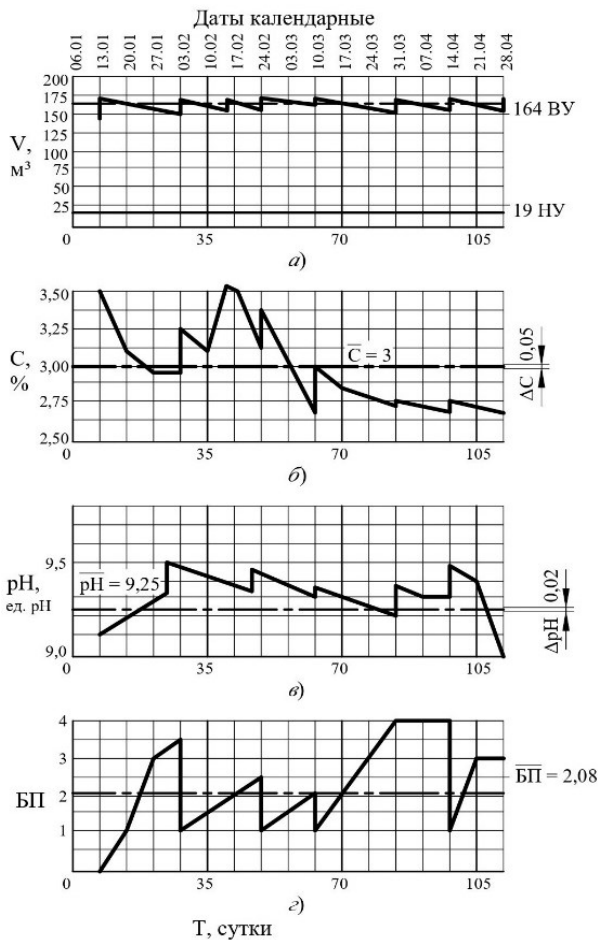 Даты календарные
06.01 13.01 20.01 27.01 03.02 10.02 17.02 24.02 03.03 10.03 17.03 24.03 31.03 07.04 14.04 21.04 28.04
200
175
164 ВУ
150
V,
м³
125
100
75
50
25
19 НУ
0 35 70 105
а)
3,50
3,25
С,
%
3,00
C = 3
0,05
ΔC
2,75
2,50
0 35 70 105
б)
9,5
pH = 9,25
pH,
ед. pH
0,02
ΔpH
9,0
0 35 70 105
в)
4
3
БП
БП = 2,08
2
1
0 35 70 105
г)
Т, сутки